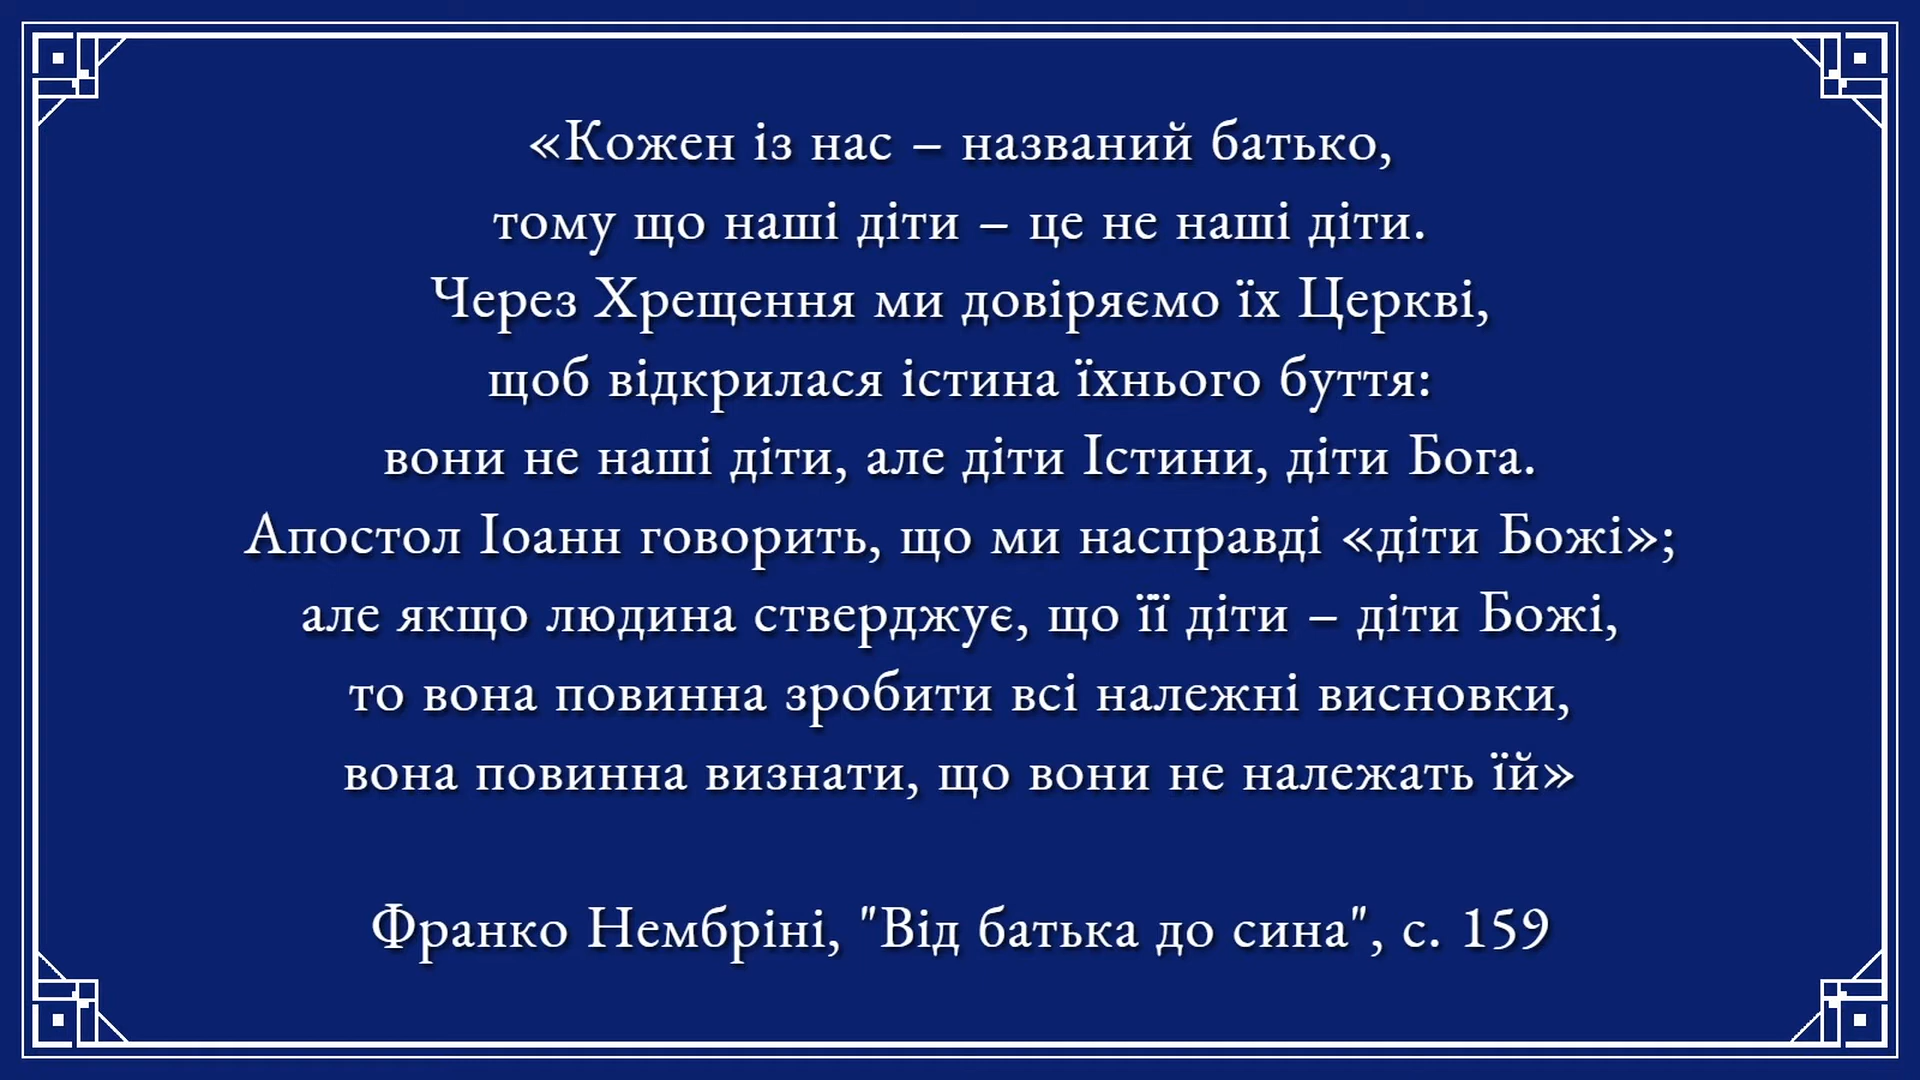 «Кожен із нас – названий батько,
тому що наші діти – це не наші діти.
Через Хрещення ми довіряємо їх Церкві,
щоб відкрилася істина їхнього буття:
вони не наші діти, але діти Істини, діти Бога.
Апостол Іоанн говорить, що ми насправді «діти Божі»;
але якщо людина стверджує, що її діти – діти Божі,
то вона повинна зробити всі належні висновки,
вона повинна визнати, що вони не належать їй»
Франко Нембріні, "Від батька до сина", с. 159